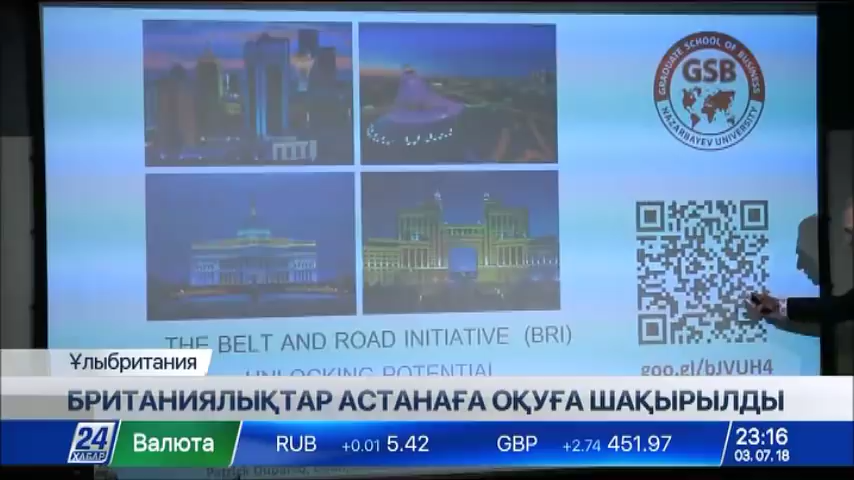 GRADUATE SCHOOL OF BUSINESS
GSB
NAZARBAYEV UNIVERSITY
THE BELT AND ROAD INITIATIVE (BRI)
UNLOCKING POTENTIAL
goo.gl/bJVUH4
Ұлыбритания
БРИТАНИЯЛЫҚТАР АСТАНАҒА ОҚУҒА ШАҚЫРЫЛДЫ
24
ХАБАР
Валюта
RUB +0.01 5.42
GBP +2.74 451.97
23:16
03.07.18